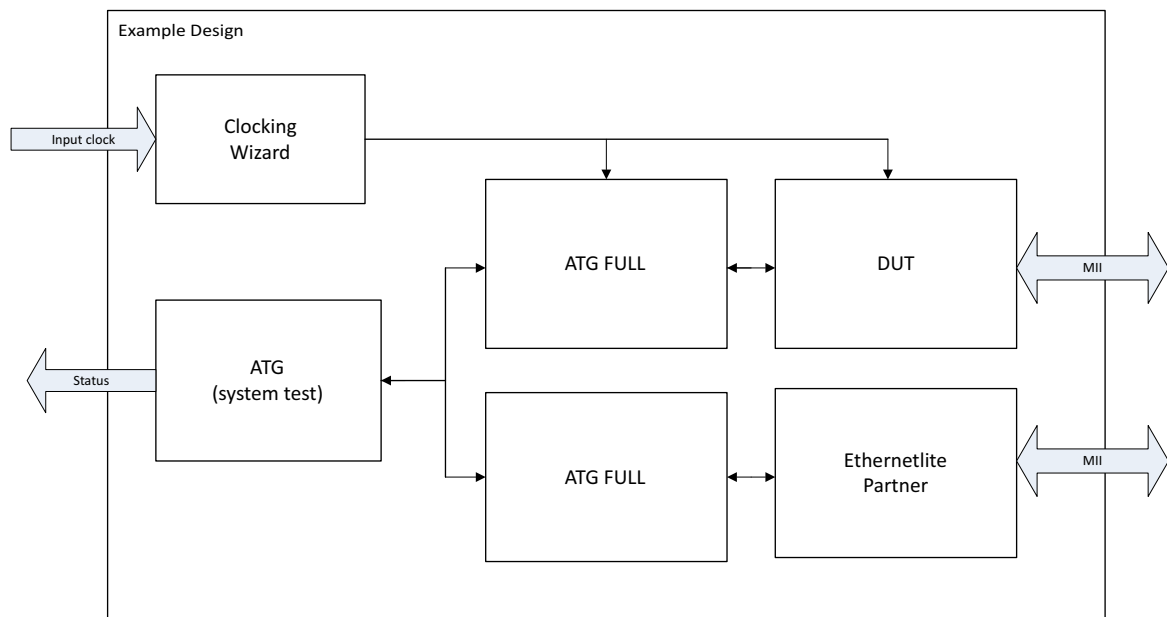 Example Design
Input clock
Clocking
Wizard
ATG FULL
DUT
MII
Status
ATG
(system test)
ATG FULL
Ethernetlite
Partner
MII